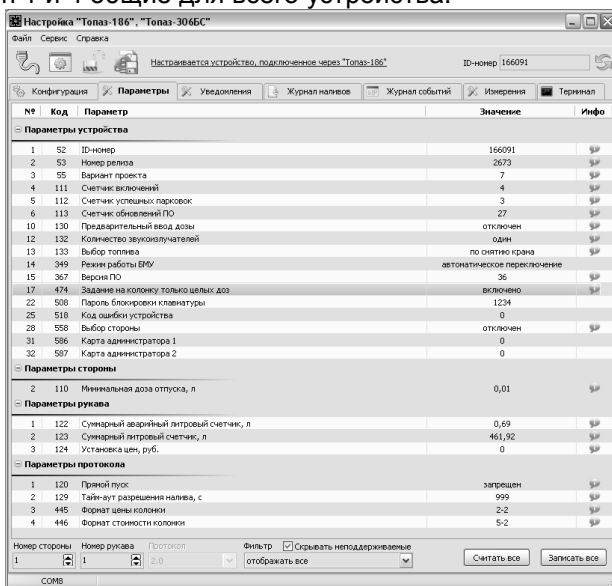 Настройка "Топаз-186", "Топаз-306БС"
Файл Сервис Справка
Настраивается устройство, подключенное через "Топаз-186" ID-номер 166091
Конфигурация Параметры Уведомления Журнал наливов Журнал событий Измерения Терминал
Nº Код Параметр Значение Инфо
Параметры устройства
1 52 ID-номер 166091
2 53 Номер релиза 2673
3 55 Вариант проекта 7
4 111 Счетчик включений 4
5 112 Счетчик успешных парковок 3
6 113 Счетчик обновлений ПО 27
10 130 Предварительный ввод дозы отключен
12 132 Количество звукоизлучателей один
13 133 Выбор топлива по снятию крана
14 349 Режим работы БМУ автоматическое переключение
15 367 Версия ПО 36
17 474 Задание на колонку только целых доз включено
22 508 Пароль блокировки клавиатуры 1234
25 518 Код ошибки устройства 0
28 558 Выбор стороны отключен
31 586 Карта администратора 1 0
32 587 Карта администратора 2 0
Параметры стороны
2 110 Минимальная доза отпуска, л 0,01
Параметры рукава
1 122 Суммарный аварийный литровый счетчик, л 0,69
2 123 Суммарный литровый счетчик, л 461,92
3 124 Установка цен, руб. 0
Параметры протокола
1 120 Прямой пуск запрещен
2 129 Тайм-аут разрешения налива, с 999
3 445 Формат цены колонки 2-2
4 446 Формат стоимости колонки 5-2
Номер стороны Номер рукава Протокол Фильтр Скрывать неподдерживаемые
1 1 2.0 отображать все Считать все Записать все
COM8